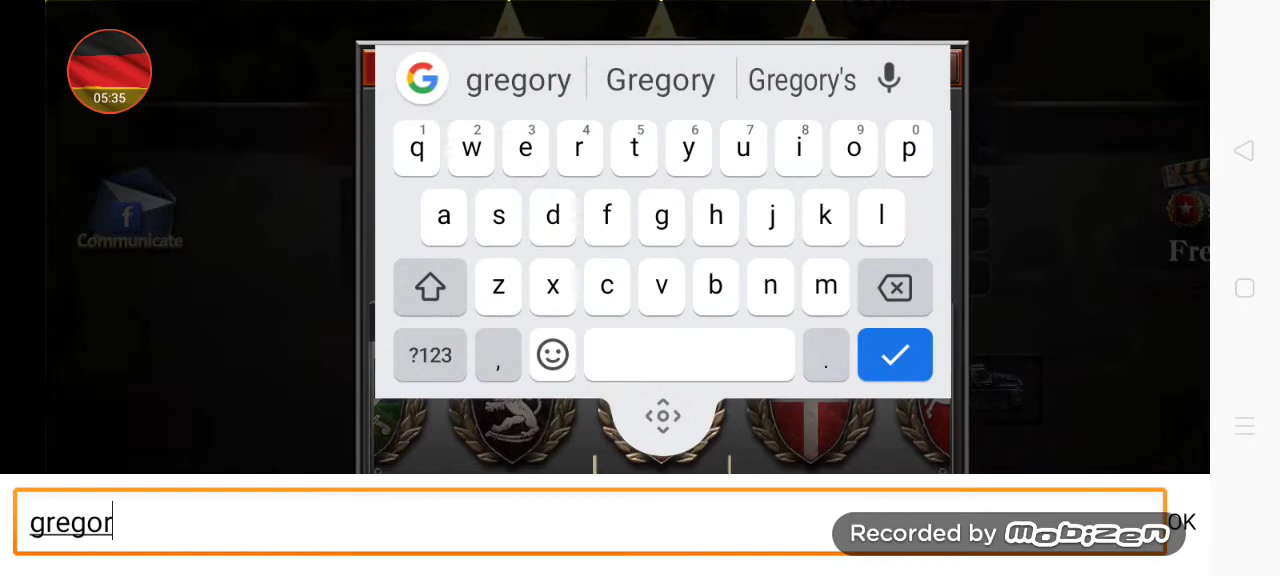 05:35
gregory Gregory Gregory's
1 2 3 4 5 6 7 8 9 0
q w e r t y u i o p
a s d f g h j k l
z x c v b n m
?123 , .
f
Communicate
Fre
gregor
OK
Recorded by mobizen